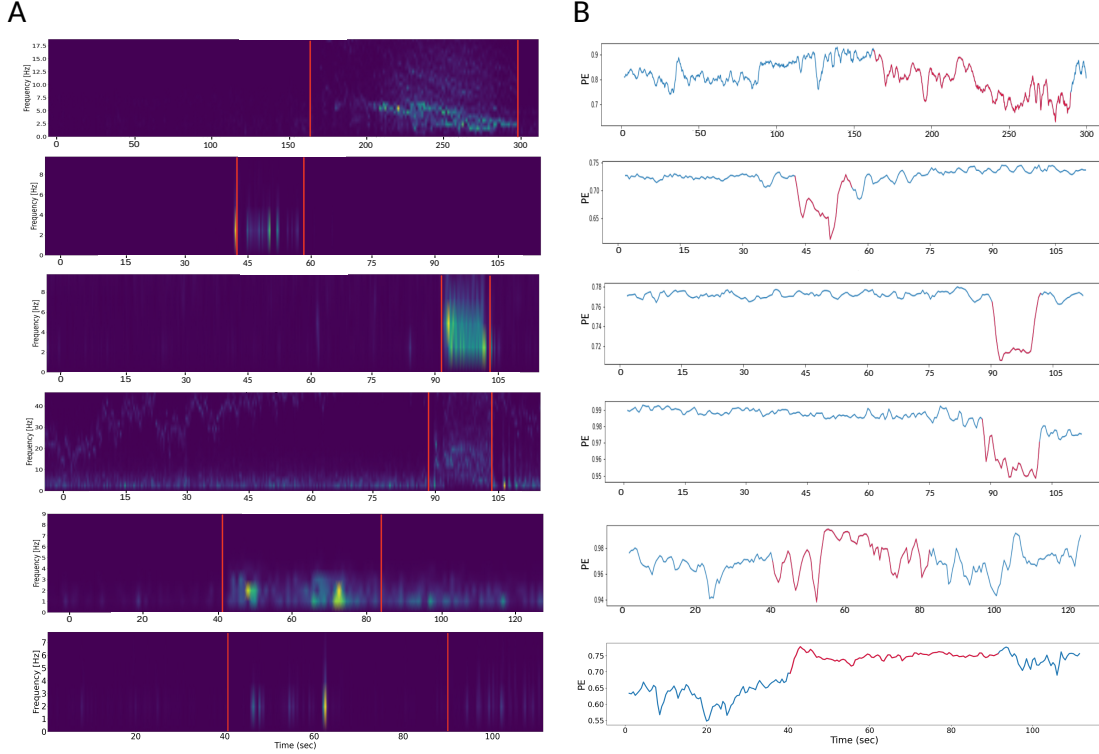 A
B
Frequency [Hz]
17.5
15.0
12.5
10.0
7.5
5.0
2.5
0.0
0 50 100 150 200 250 300
PE
0.9
0.8
0.7
0 50 100 150 200 250 300
Frequency [Hz]
8
6
4
2
0
0 15 30 45 60 75 90 105
PE
0.75
0.70
0.65
0 15 30 45 60 75 90 105
Frequency [Hz]
8
6
4
2
0
0 15 30 45 60 75 90 105
PE
0.78
0.76
0.74
0.72
0 15 30 45 60 75 90 105
Frequency [Hz]
40
30
20
10
0
0 15 30 45 60 75 90 105
PE
0.99
0.98
0.97
0.96
0.95
0 15 30 45 60 75 90 105
Frequency [Hz]
9
8
7
6
5
4
3
2
1
0
0 20 40 60 80 100 120
PE
0.98
0.96
0.94
0 20 40 60 80 100 120
Frequency [Hz]
7
6
5
4
3
2
1
0
20 40 60 80 100
Time (sec)
PE
0.75
0.70
0.65
0.60
0.55
0 20 40 60 80 100
Time (sec)